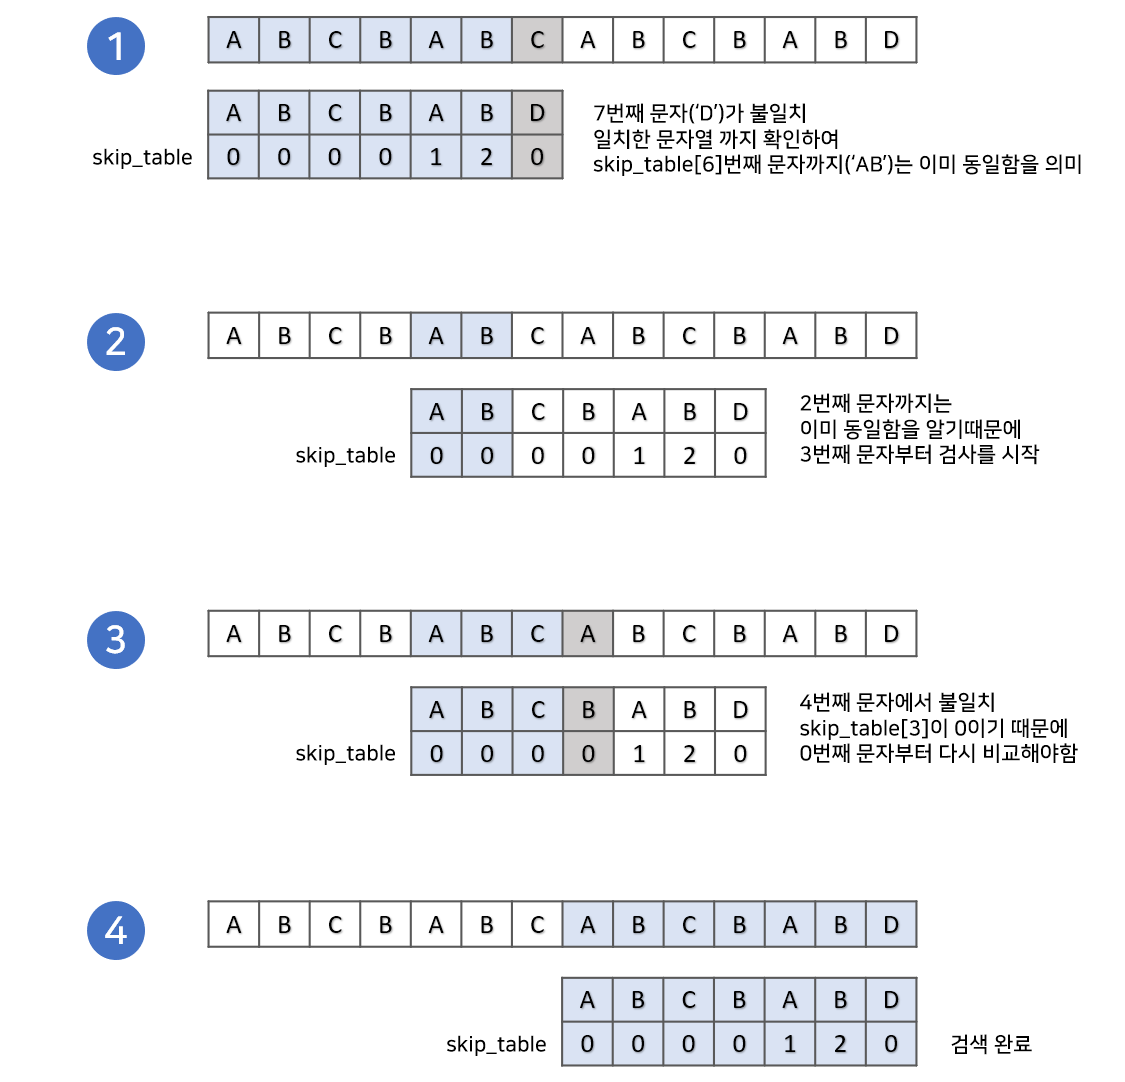 1
A B C B A B C A B C B A B D
A B C B A B D
skip_table 0 0 0 0 1 2 0
7번째 문자(‘D’)가 불일치
일치한 문자열 까지 확인하여
skip_table[6]번째 문자까지(‘AB’)는 이미 동일함을 의미
2
A B C B A B C A B C B A B D
A B C B A B D
skip_table 0 0 0 0 1 2 0
2번째 문자까지는
이미 동일함을 알기때문에
3번째 문자부터 검사를 시작
3
A B C B A B C A B C B A B D
A B C B A B D
skip_table 0 0 0 0 1 2 0
4번째 문자에서 불일치
skip_table[3]이 0이기 때문에
0번째 문자부터 다시 비교해야함
4
A B C B A B C A B C B A B D
A B C B A B D
skip_table 0 0 0 0 1 2 0
검색 완료